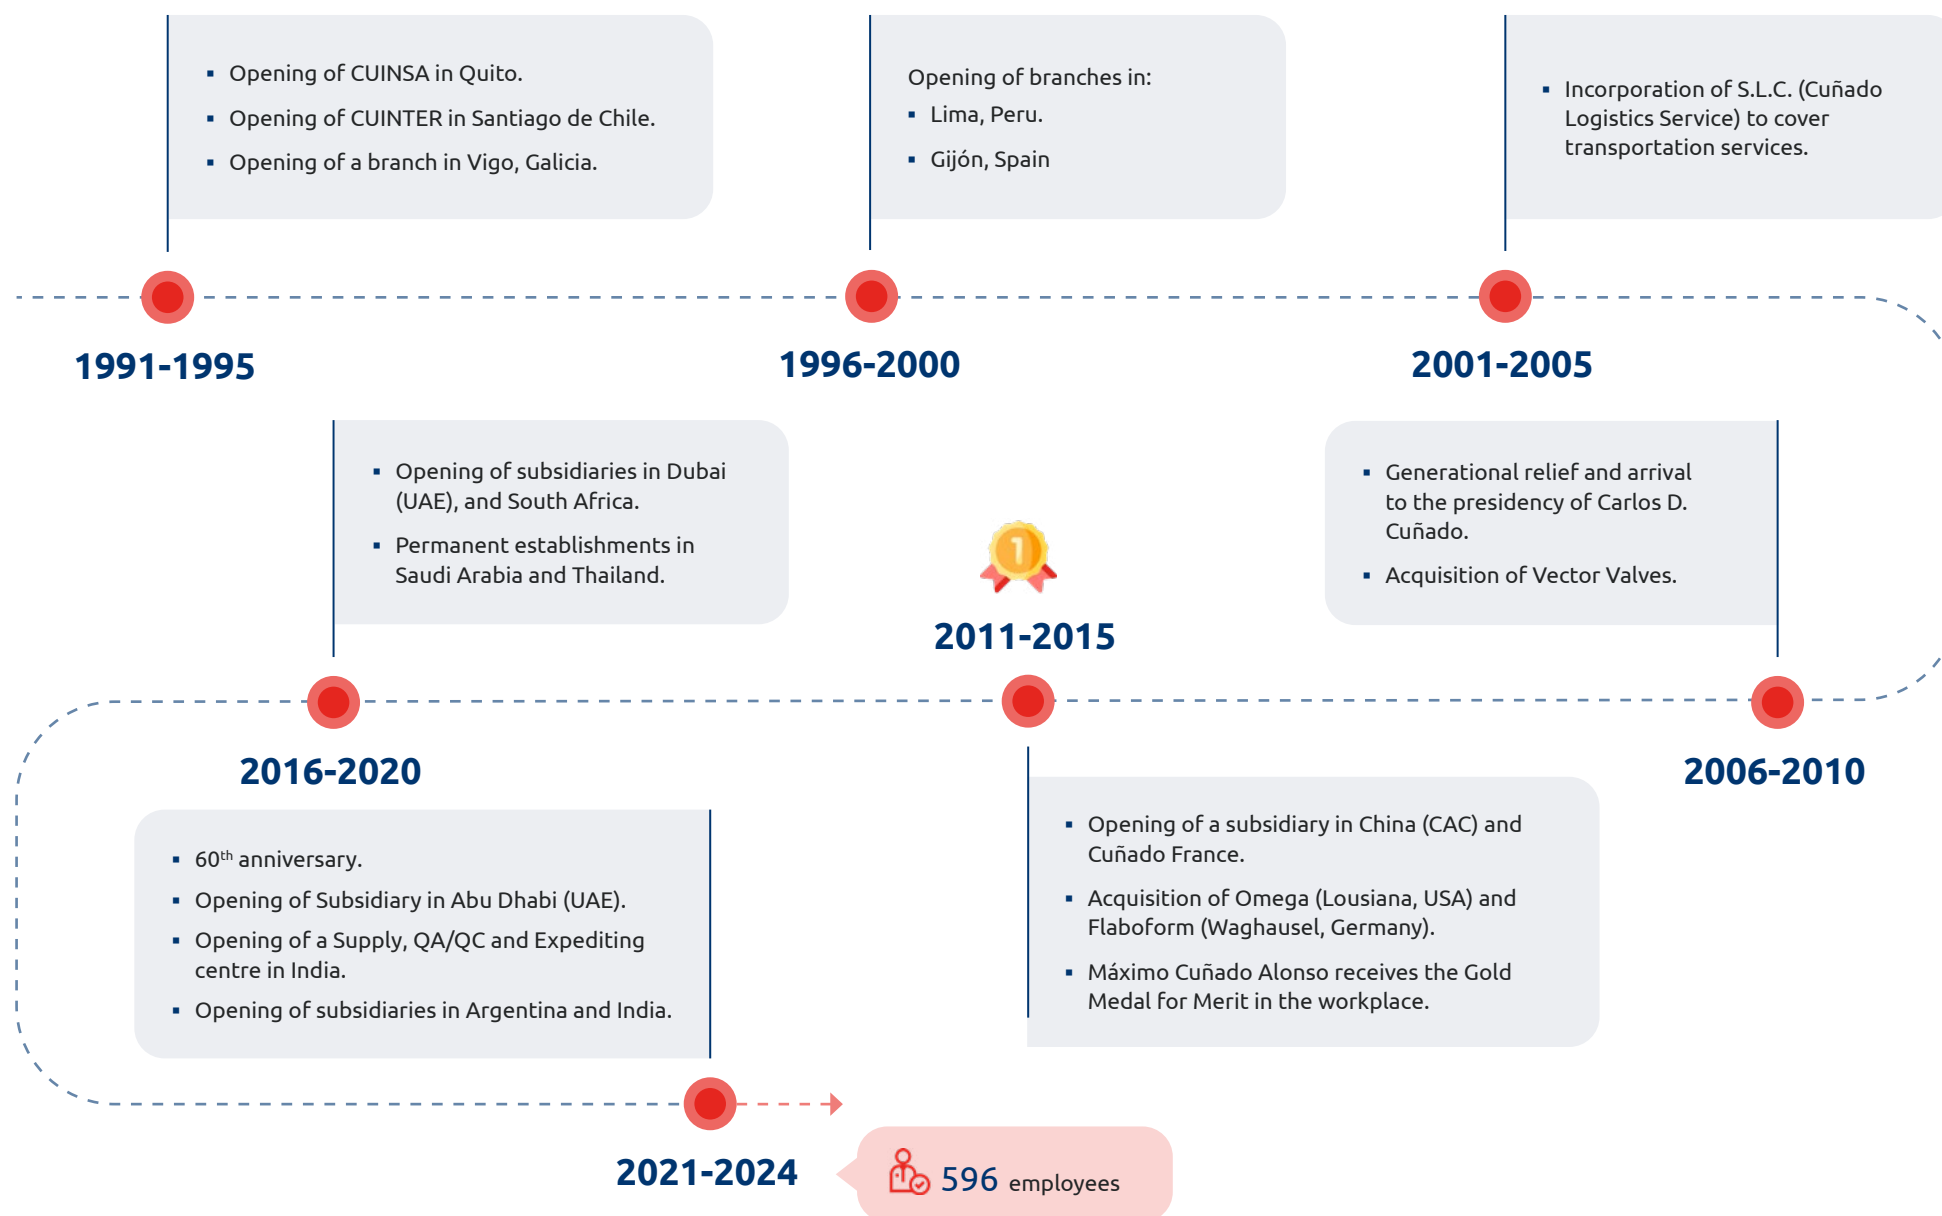 ▪ Opening of CUINSA in Quito.
▪ Opening of CUINTER in Santiago de Chile.
▪ Opening of a branch in Vigo, Galicia.
1991-1995
Opening of branches in:
▪ Lima, Peru.
▪ Gijón, Spain
1996-2000
▪ Incorporation of S.L.C. (Cuñado
Logistics Service) to cover
transportation services.
2001-2005
▪ Generational relief and arrival
to the presidency of Carlos D.
Cuñado.
▪ Acquisition of Vector Valves.
2006-2010
1
2011-2015
▪ Opening of a subsidiary in China (CAC) and
Cuñado France.
▪ Acquisition of Omega (Lousiana, USA) and
Flaboform (Waghausel, Germany).
▪ Máximo Cuñado Alonso receives the Gold
Medal for Merit in the workplace.
▪ Opening of subsidiaries in Dubai
(UAE), and South Africa.
▪ Permanent establishments in
Saudi Arabia and Thailand.
2016-2020
▪ 60th anniversary.
▪ Opening of Subsidiary in Abu Dhabi (UAE).
▪ Opening of a Supply, QA/QC and Expediting
centre in India.
▪ Opening of subsidiaries in Argentina and India.
2021-2024
596 employees